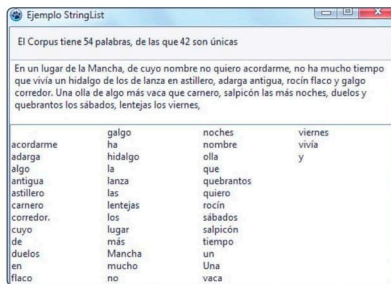 Ejemplo StringList
El Corpus tiene 54 palabras, de las que 42 son únicas
En un lugar de la Mancha, de cuyo nombre no quiero acordarme, no ha mucho tiempo
que vivía un hidalgo de los de lanza en astillero, adarga antigua, rocín flaco y galgo
corredor. Una olla de algo más vaca que carnero, salpicón las más noches, duelos y
quebrantos los sábados, lentejas los viernes,
galgo noches viernes
acordarme ha nombre vivía
adarga hidalgo olla y
algo la que
antigua lanza quebrantos
astillero las quiero
carnero lentejas rocín
corredor. los sábados
cuyo lugar salpicón
de más tiempo
duelos Mancha un
en mucho Una
flaco no vaca